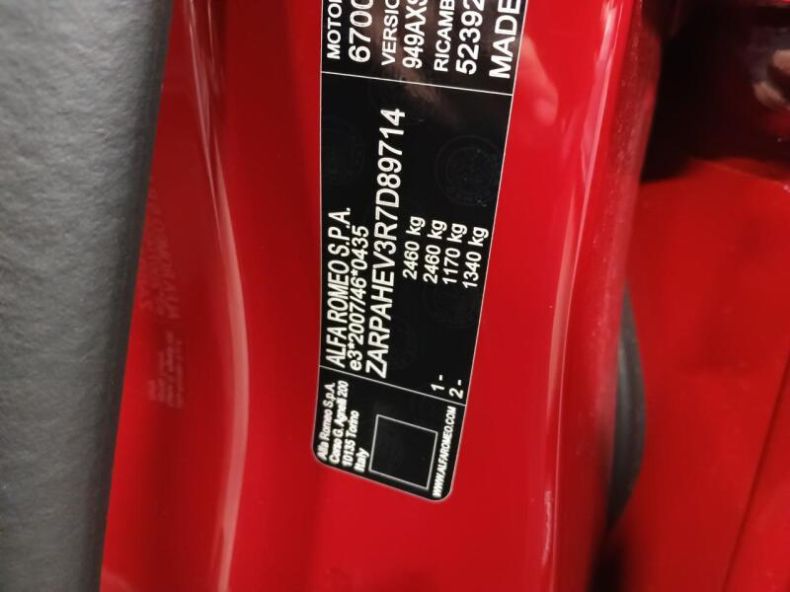 Alfa Romeo S.p.A.
Corso G. Agnelli 200
10135 Torino
Italy
WWW.ALFAROMEO.COM
ALFA ROMEO S.P.A.
e3*2007/46*0435
ZARPAHEV3R7D89714
2460 kg
2460 kg
1- 1170 kg
2- 1340 kg
MOTOR
6700
VERSIO
949AXS
RICAMB
52392
MADE